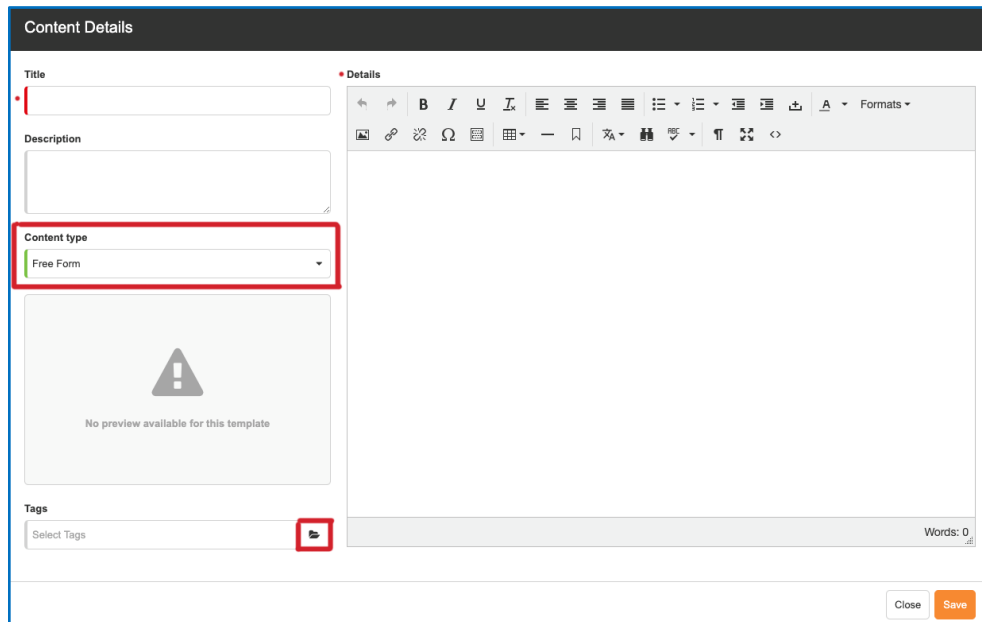 Content Details
Title
Details
Formats
Description
Content type
Free Form
No preview available for this template
Tags
Select Tags
Words: 0
Close
Save